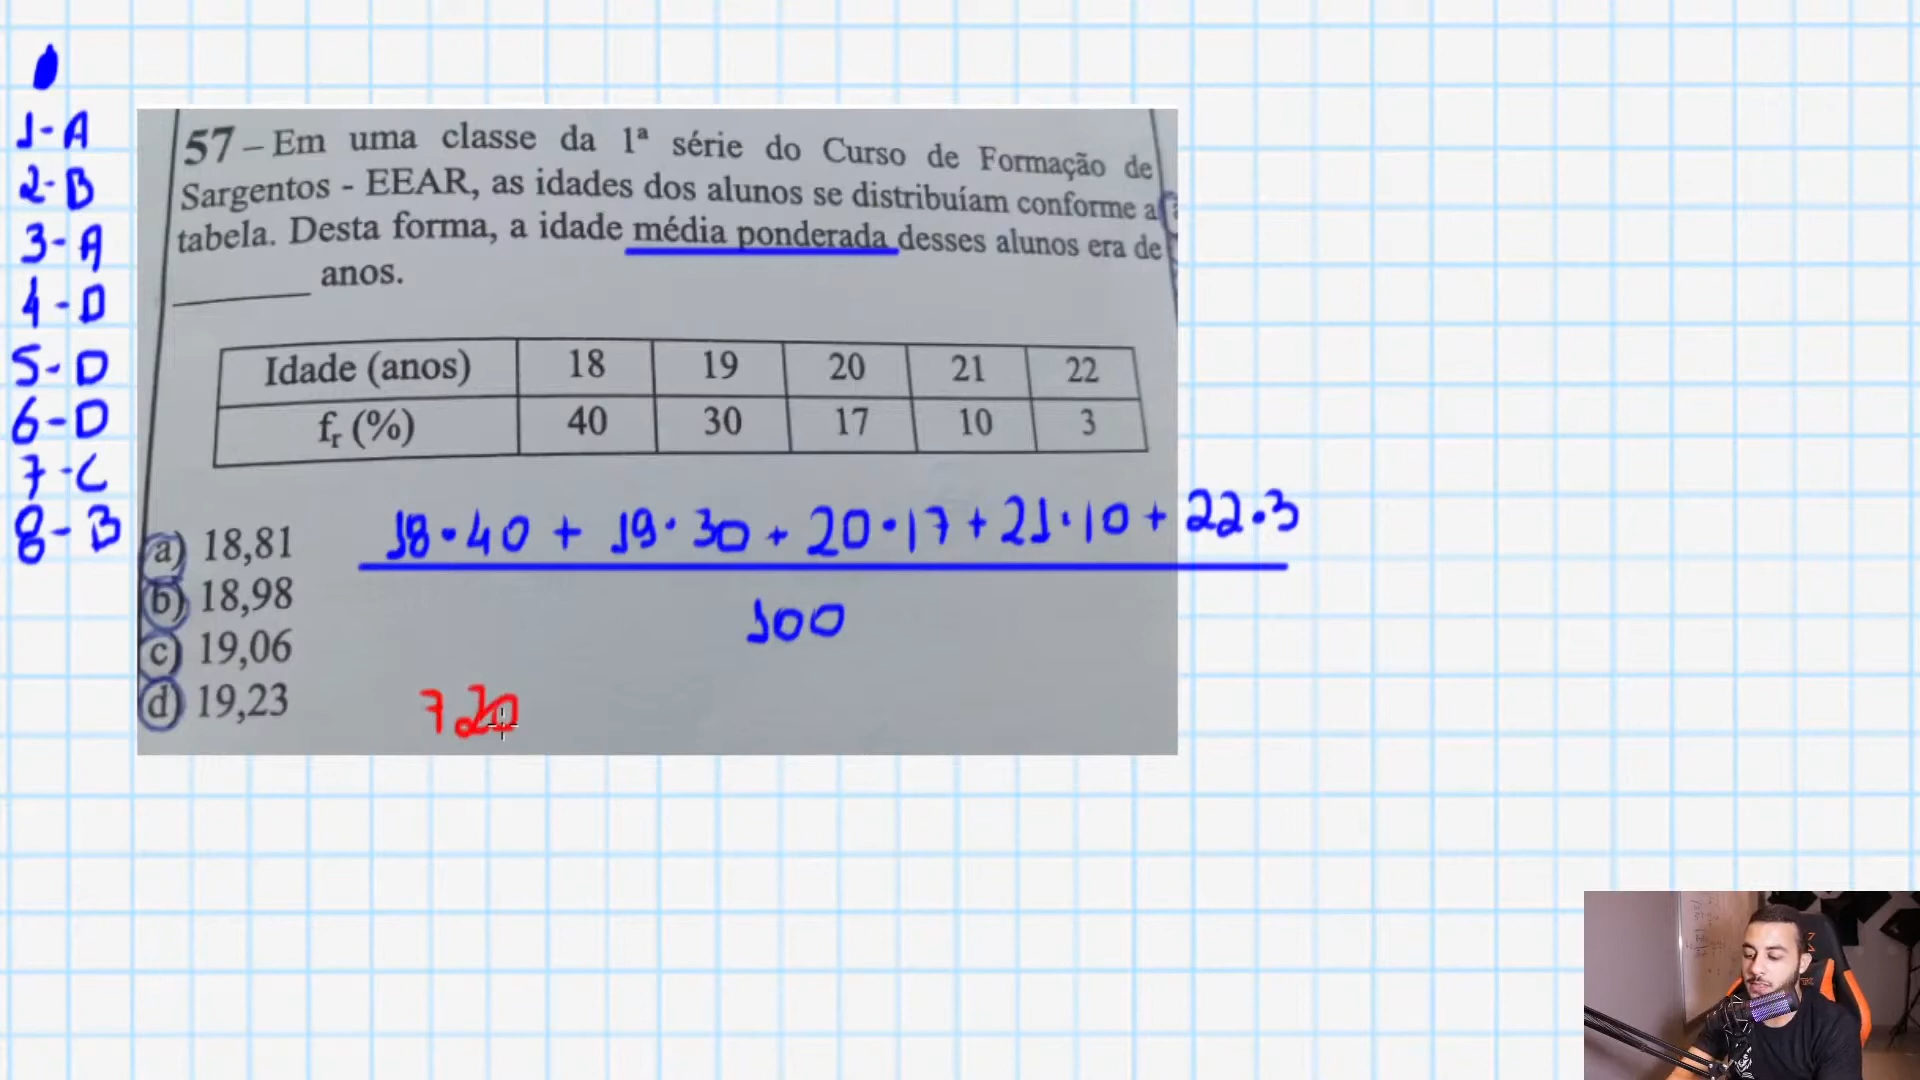 1-A
2-B
3-A
4-D
5-D
6-D
7-C
8-B
57 – Em uma classe da 1ª série do Curso de Formação de
Sargentos - EEAR, as idades dos alunos se distribuíam conforme a
tabela. Desta forma, a idade média ponderada desses alunos era de
________ anos.
Idade (anos) 18 19 20 21 22
fr (%) 40 30 17 10 3
18·40 + 19·30 + 20·17 + 21·10 + 22·3
100
a) 18,81
b) 18,98
c) 19,06
d) 19,23
720